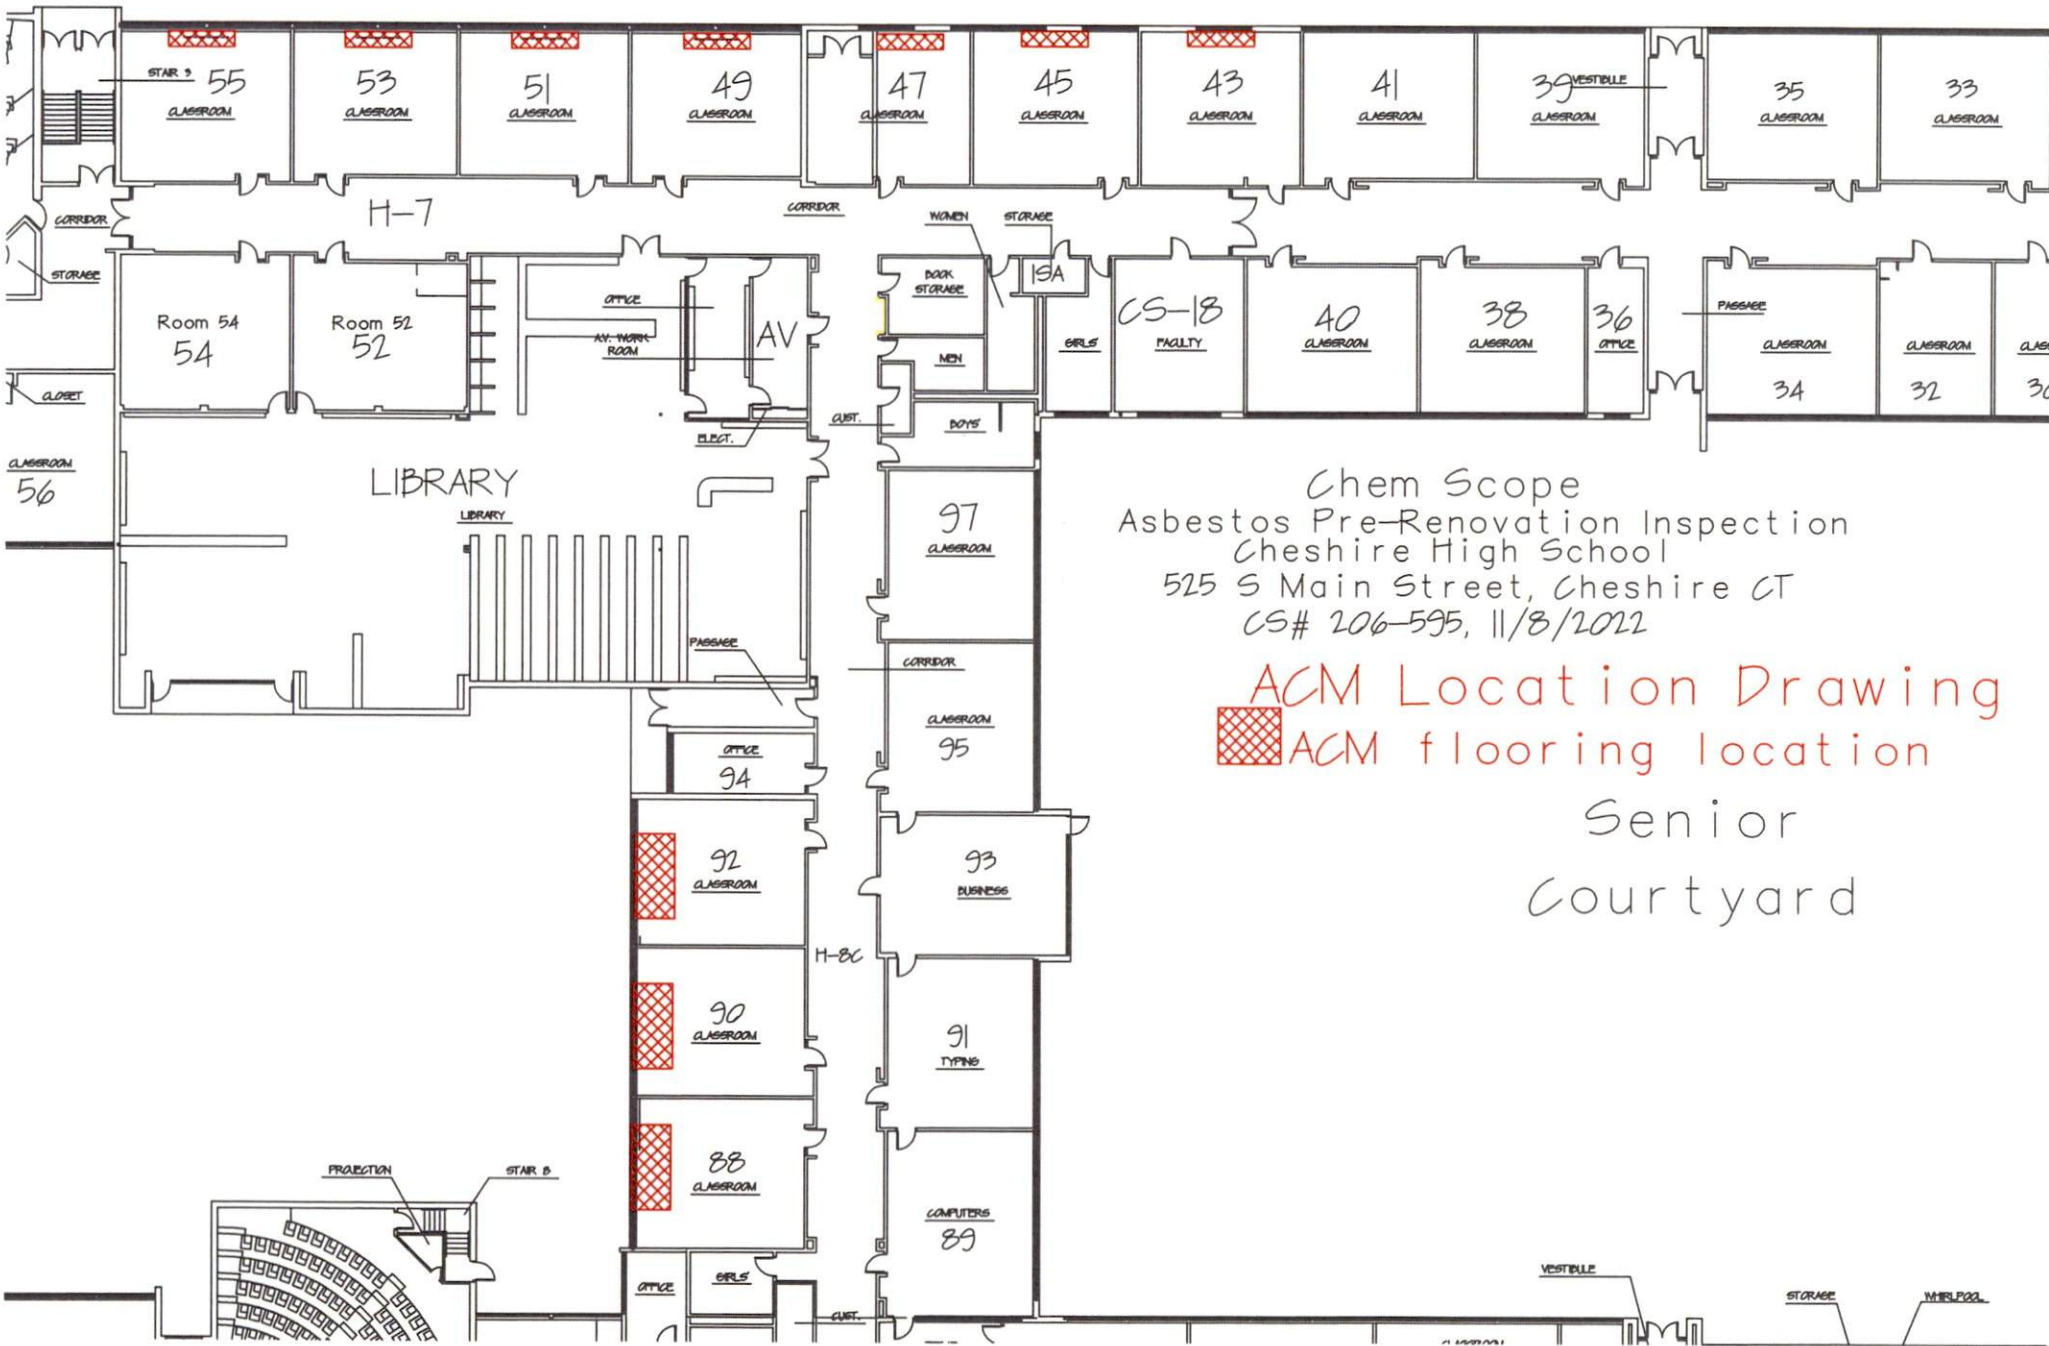 STAIR 9
55
CLASSROOM
53
CLASSROOM
51
CLASSROOM
49
CLASSROOM
47
CLASSROOM
45
CLASSROOM
43
CLASSROOM
41
CLASSROOM
39
CLASSROOM
VESTIBULE
35
CLASSROOM
33
CLASSROOM
CORRIDOR
H-7
CORRIDOR
WOMEN
STORAGE
STORAGE
Room 54
54
Room 52
52
OFFICE
A.V. WORK
ROOM
AV
BOOK
STORAGE
MEN
ISA
GIRLS'
CS-18
FACULTY
40
CLASSROOM
38
CLASSROOM
36
OFFICE
PASSAGE
CLASSROOM
34
CLASSROOM
32
CLOSET
ELECT.
CUST.
BOYS'
CLASSROOM
56
LIBRARY
LIBRARY
97
CLASSROOM
Chem Scope
Asbestos Pre-Renovation Inspection
Cheshire High School
525 S Main Street, Cheshire CT
CS# 206-595, 11/8/2022
ACM Location Drawing
ACM flooring location
Senior
Courtyard
PASSAGE
CORRIDOR
CLASSROOM
95
OFFICE
94
92
CLASSROOM
93
BUSINESS
H-8C
90
CLASSROOM
91
TYPING
88
CLASSROOM
COMPUTERS
89
PROJECTION
STAIR 8
OFFICE
GIRLS'
CUST.
VESTIBULE
STORAGE
WHIRLPOOL
CLASSROOM